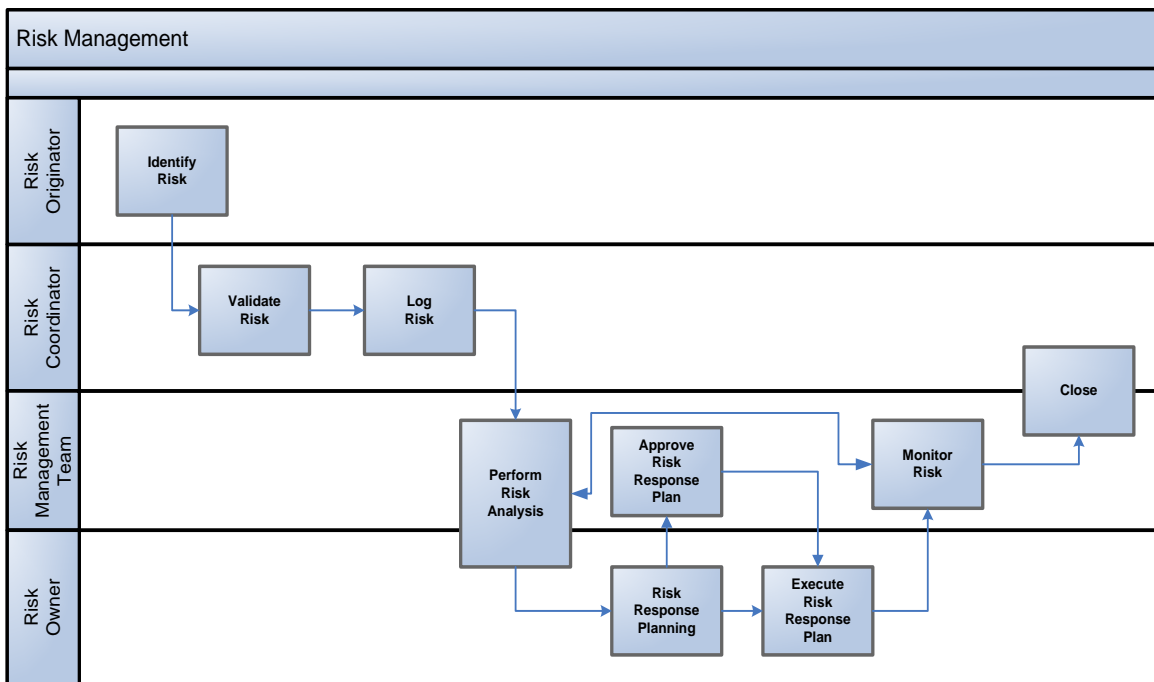 Risk Management
Risk
Originator
Identify
Risk
Risk
Coordinator
Validate
Risk
Log
Risk
Close
Risk
Management
Team
Perform
Risk
Analysis
Approve
Risk
Response
Plan
Monitor
Risk
Risk
Owner
Risk
Response
Planning
Execute
Risk
Response
Plan